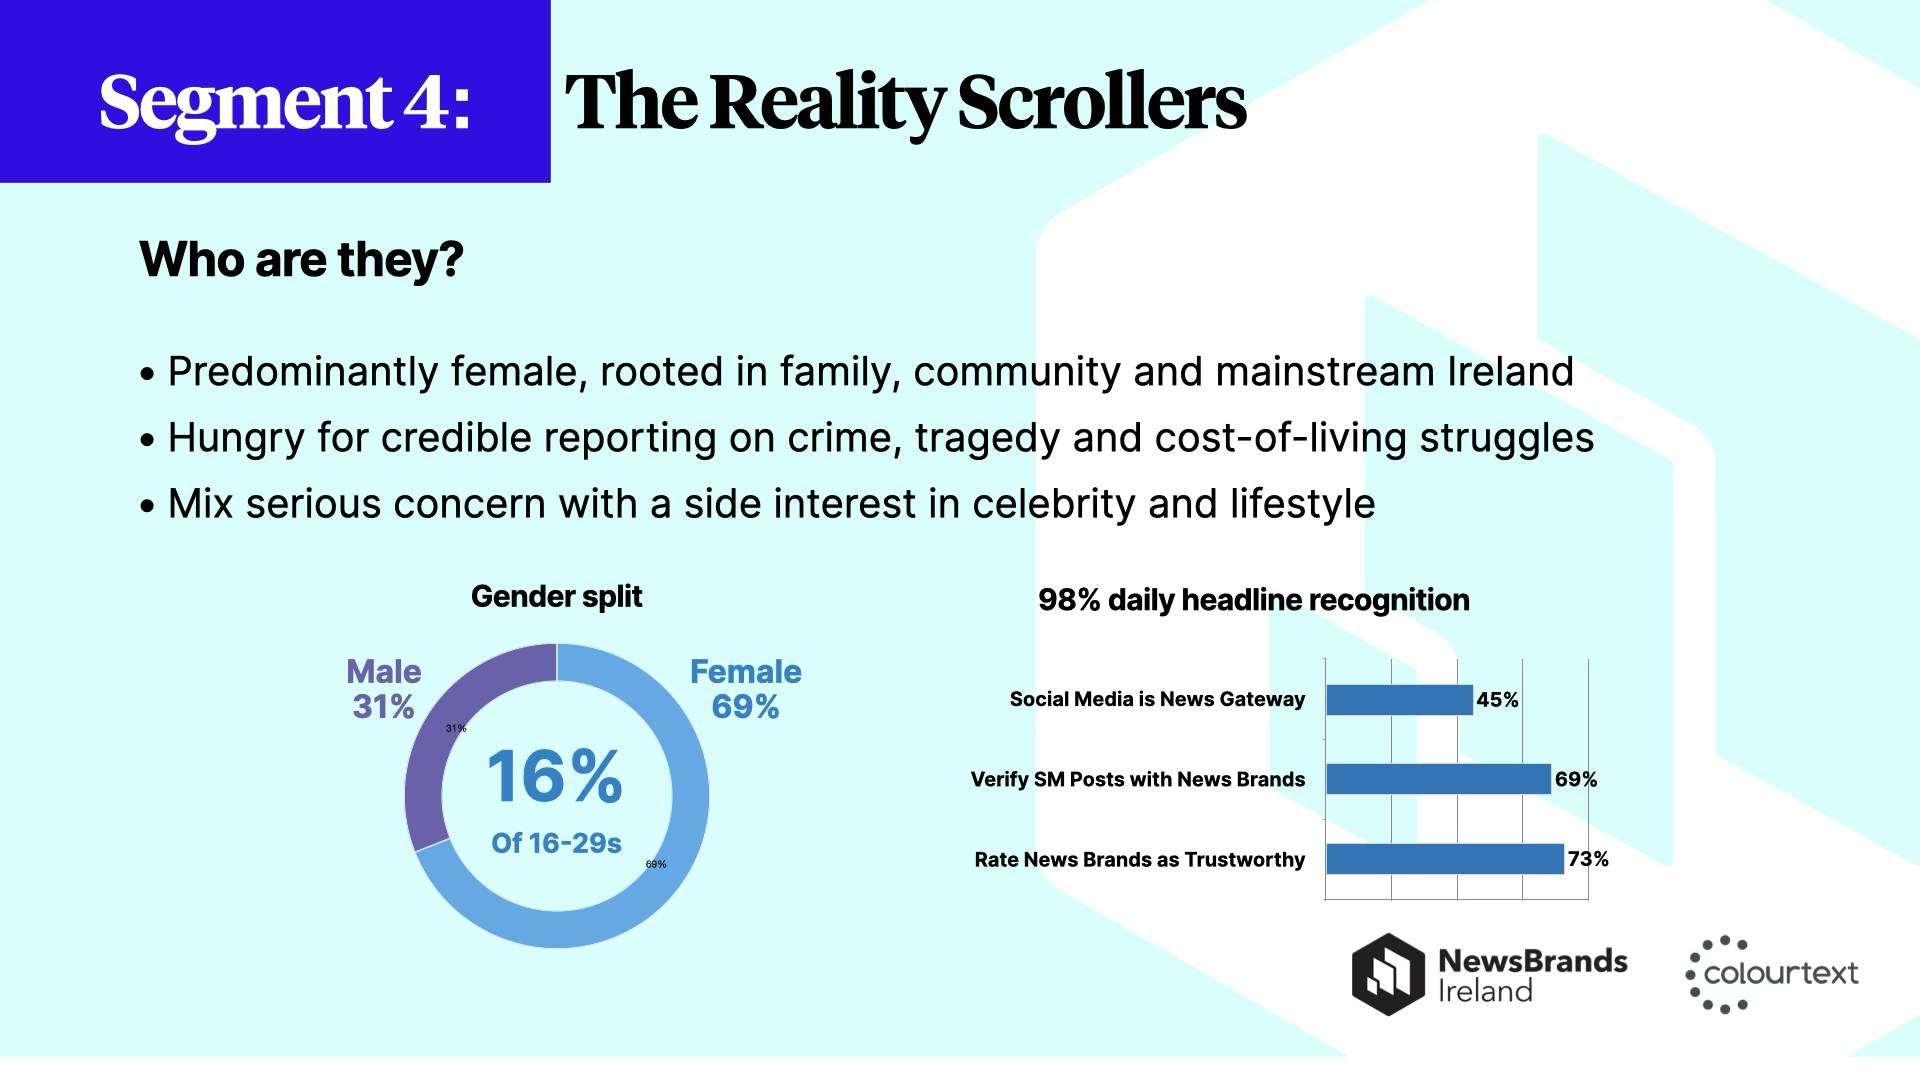 Segment 4: The Reality Scrollers
Who are they?
• Predominantly female, rooted in family, community and mainstream Ireland
• Hungry for credible reporting on crime, tragedy and cost-of-living struggles
• Mix serious concern with a side interest in celebrity and lifestyle
Gender split
Male
31%
Female
69%
31%
16%
Of 16-29s
69%
98% daily headline recognition
Social Media is News Gateway 45%
Verify SM Posts with News Brands 69%
Rate News Brands as Trustworthy 73%
NewsBrands
Ireland
colourtext